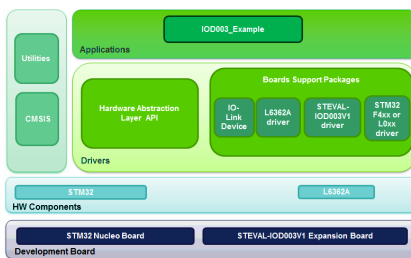 IOD003_Example
Applications
Utilities
CMSIS
Hardware Abstraction
Layer API
Boards Support Packages
IO-
Link
Device
L6362A
driver
STEVAL-
IOD003V1
driver
STM32
F4xx or
L0xx
driver
Drivers
STM32
L6362A
HW Components
STM32 Nucleo Board
STEVAL-IOD003V1 Expansion Board
Development Board